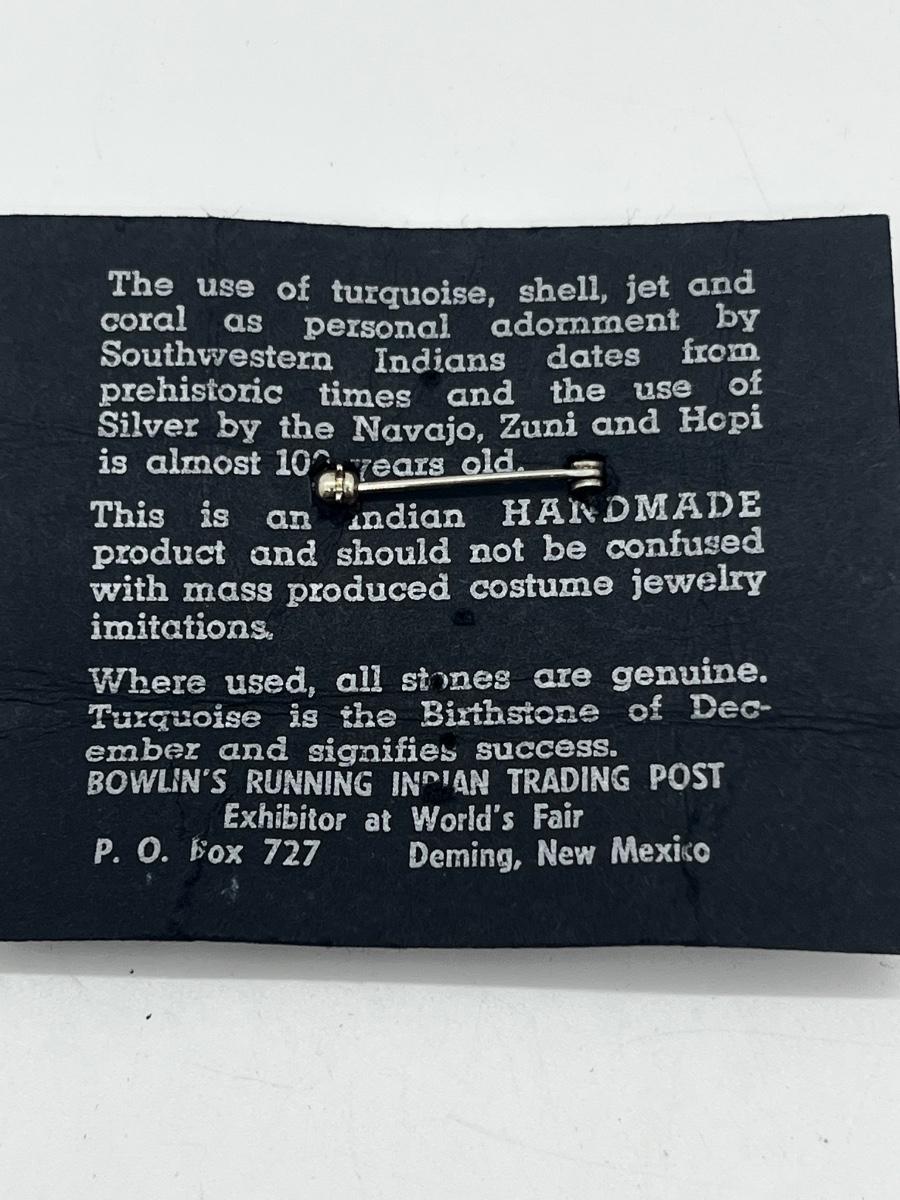 The use of turquoise, shell, jet and
coral as personal adornment by
Southwestern Indians dates from
prehistoric times and the use of
Silver by the Navajo, Zuni and Hopi
is almost 100 years old.
This is an Indian HANDMADE
product and should not be confused
with mass produced costume jewelry
imitations.
Where used, all stones are genuine.
Turquoise is the Birthstone of Dec-
ember and signifies success.
BOWLIN'S RUNNING INDIAN TRADING POST
Exhibitor at World's Fair
P. O. Box 727 Deming, New Mexico